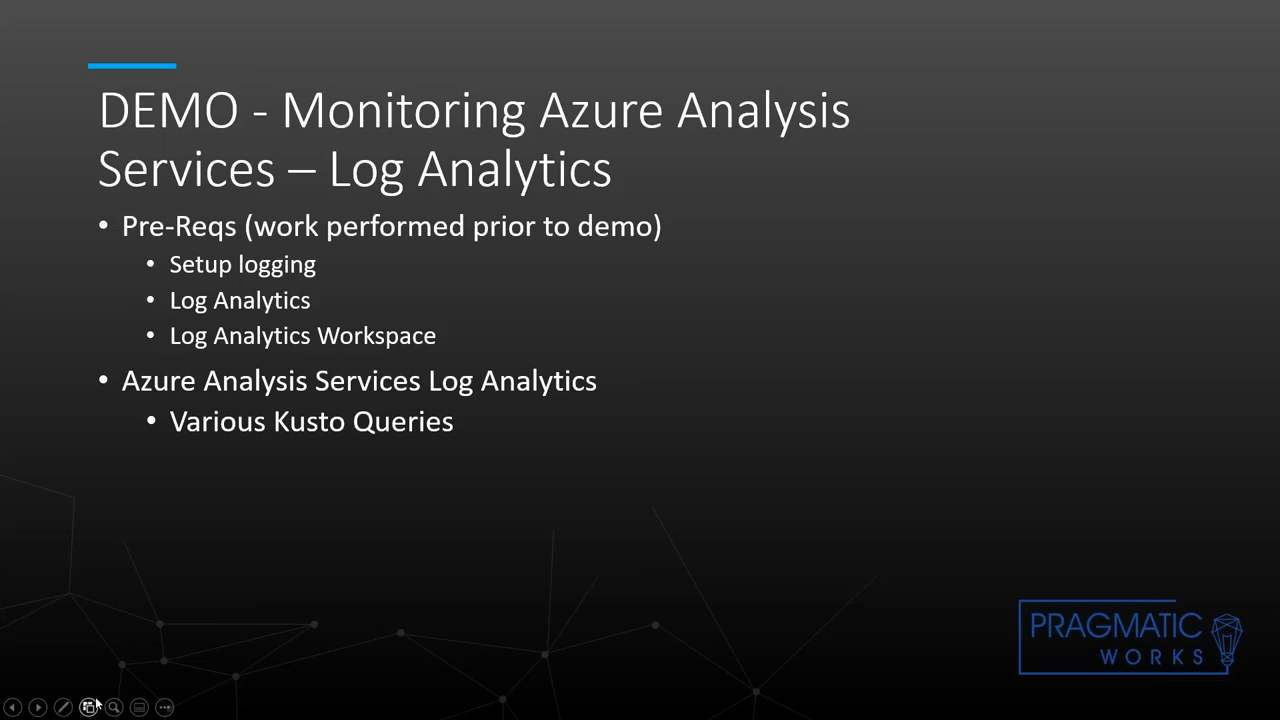 DEMO - Monitoring Azure Analysis
Services – Log Analytics
• Pre-Reqs (work performed prior to demo)
• Setup logging
• Log Analytics
• Log Analytics Workspace
• Azure Analysis Services Log Analytics
• Various Kusto Queries
PRAGMATIC
WORKS